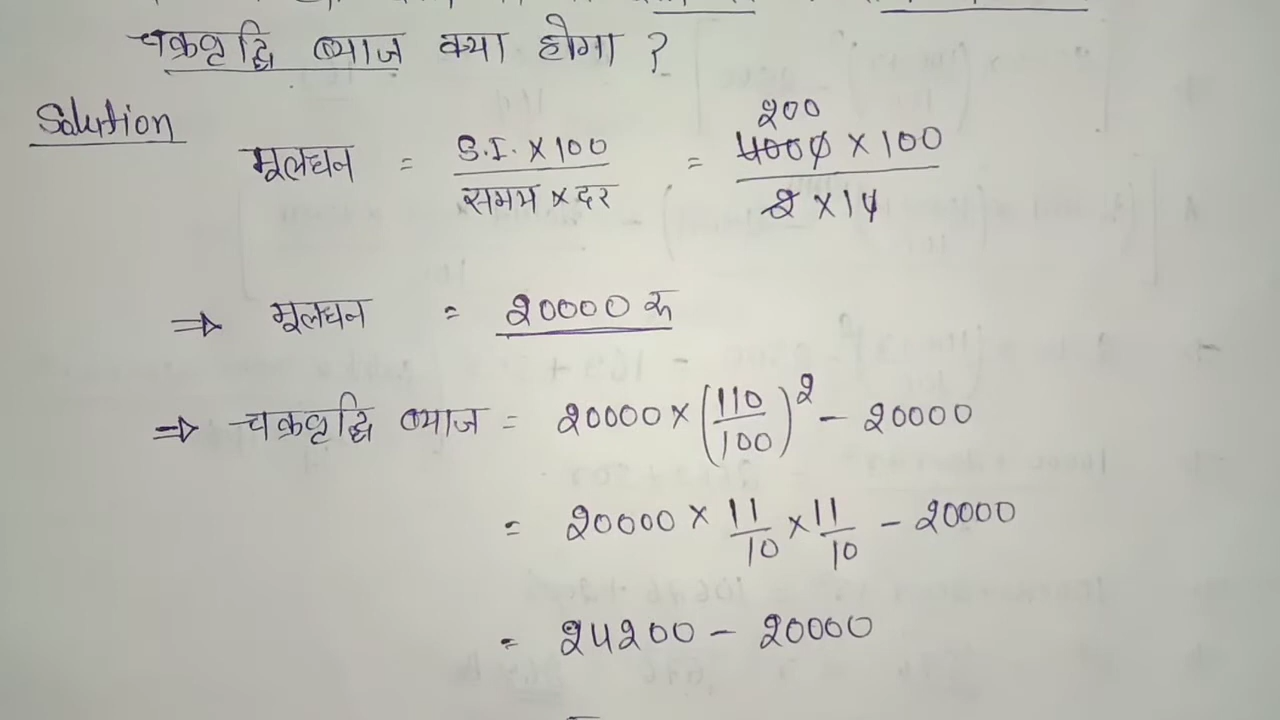 चक्रवृद्धि ब्याज क्या होगा ?
Solution
मूलधन = S.I. × 100 / समय × दर = 4000 × 100 / 2 × 10
200
⇒ मूलधन = 20000 रु
⇒ चक्रवृद्धि ब्याज = 20000 × (110/100)² − 20000
= 20000 × 11/10 × 11/10 − 20000
= 24200 − 20000